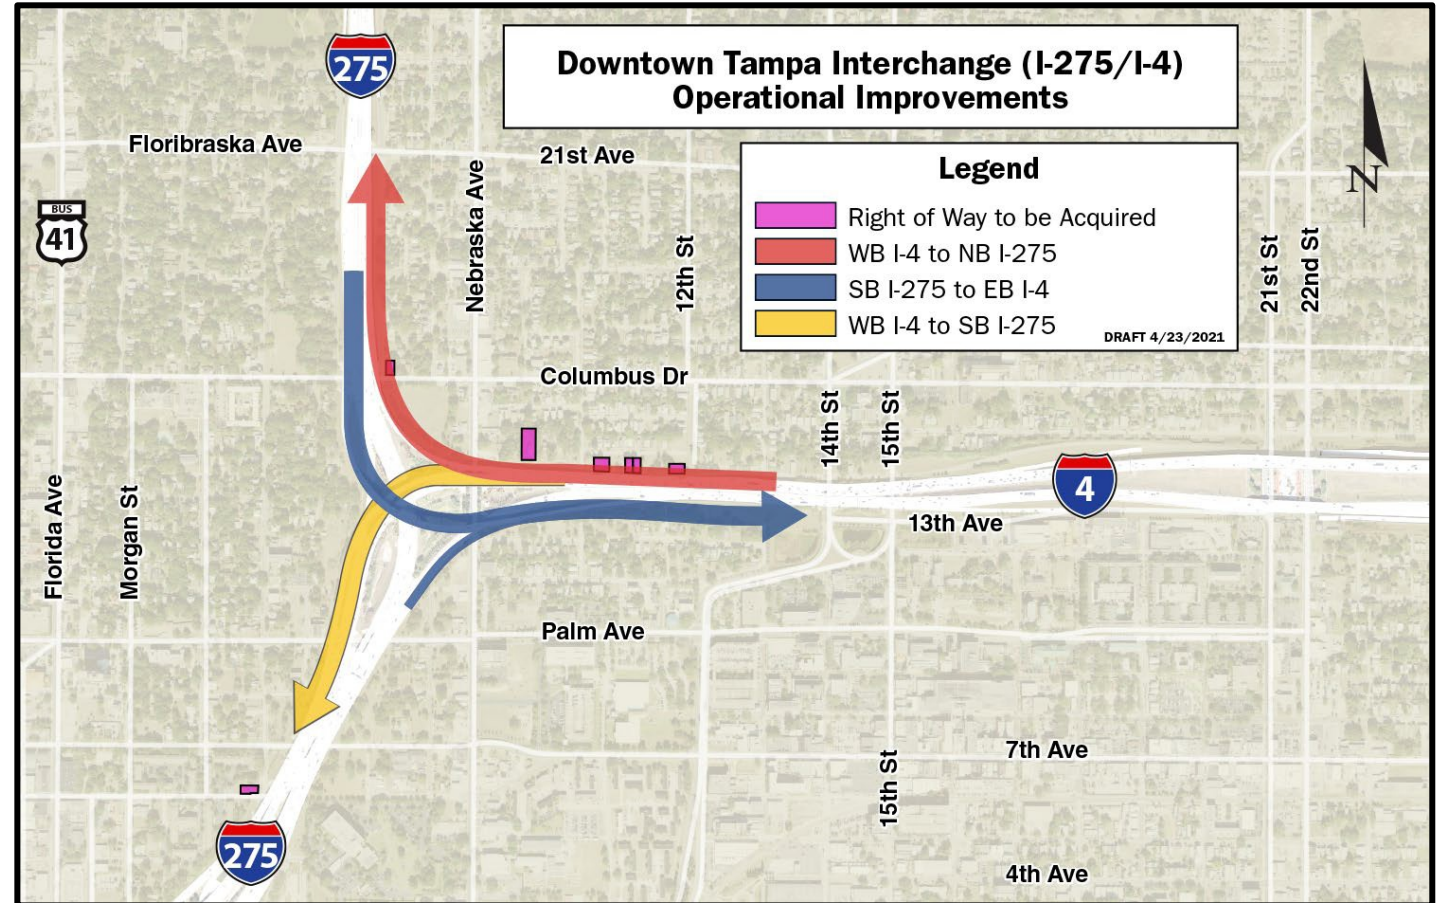 Downtown Tampa Interchange (I-275/I-4)
Operational Improvements
275
Floribraska Ave
21st Ave
Legend
Right of Way to be Acquired
WB I-4 to NB I-275
SB I-275 to EB I-4
WB I-4 to SB I-275
DRAFT 4/23/2021
N
BUS
41
Nebraska Ave
12th St
21st St
22nd St
Columbus Dr
14th St
15th St
4
13th Ave
Florida Ave
Morgan St
Palm Ave
7th Ave
15th St
275
4th Ave